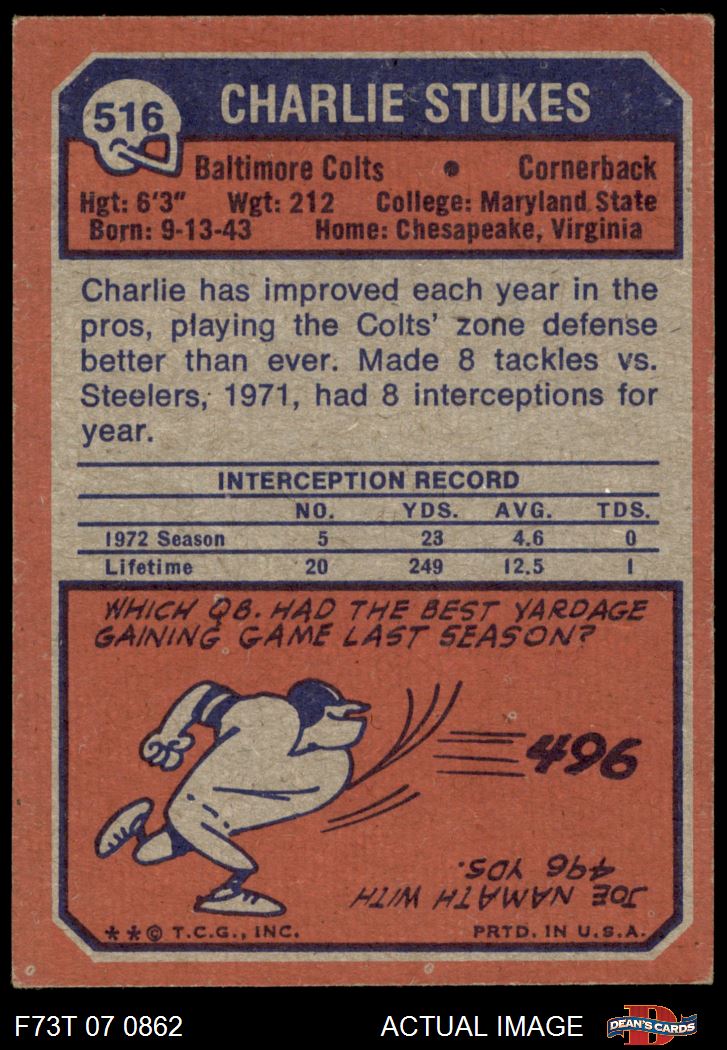 516
CHARLIE STUKES
Baltimore Colts • Cornerback
Hgt: 6'3" Wgt: 212 College: Maryland State
Born: 9-13-43 Home: Chesapeake, Virginia
Charlie has improved each year in the
pros, playing the Colts' zone defense
better than ever. Made 8 tackles vs.
Steelers, 1971, had 8 interceptions for
year.
INTERCEPTION RECORD
NO. YDS. AVG. TDS.
1972 Season 5 23 4.6 0
Lifetime 20 249 12.5 1
WHICH QB. HAD THE BEST YARDAGE
GAINING GAME LAST SEASON?
496
JOE NAMATH WITH
496 YDS.
**© T.C.G., INC. PRTD. IN U.S.A.
F73T 07 0862 ACTUAL IMAGE
D
DEAN'S CARDS